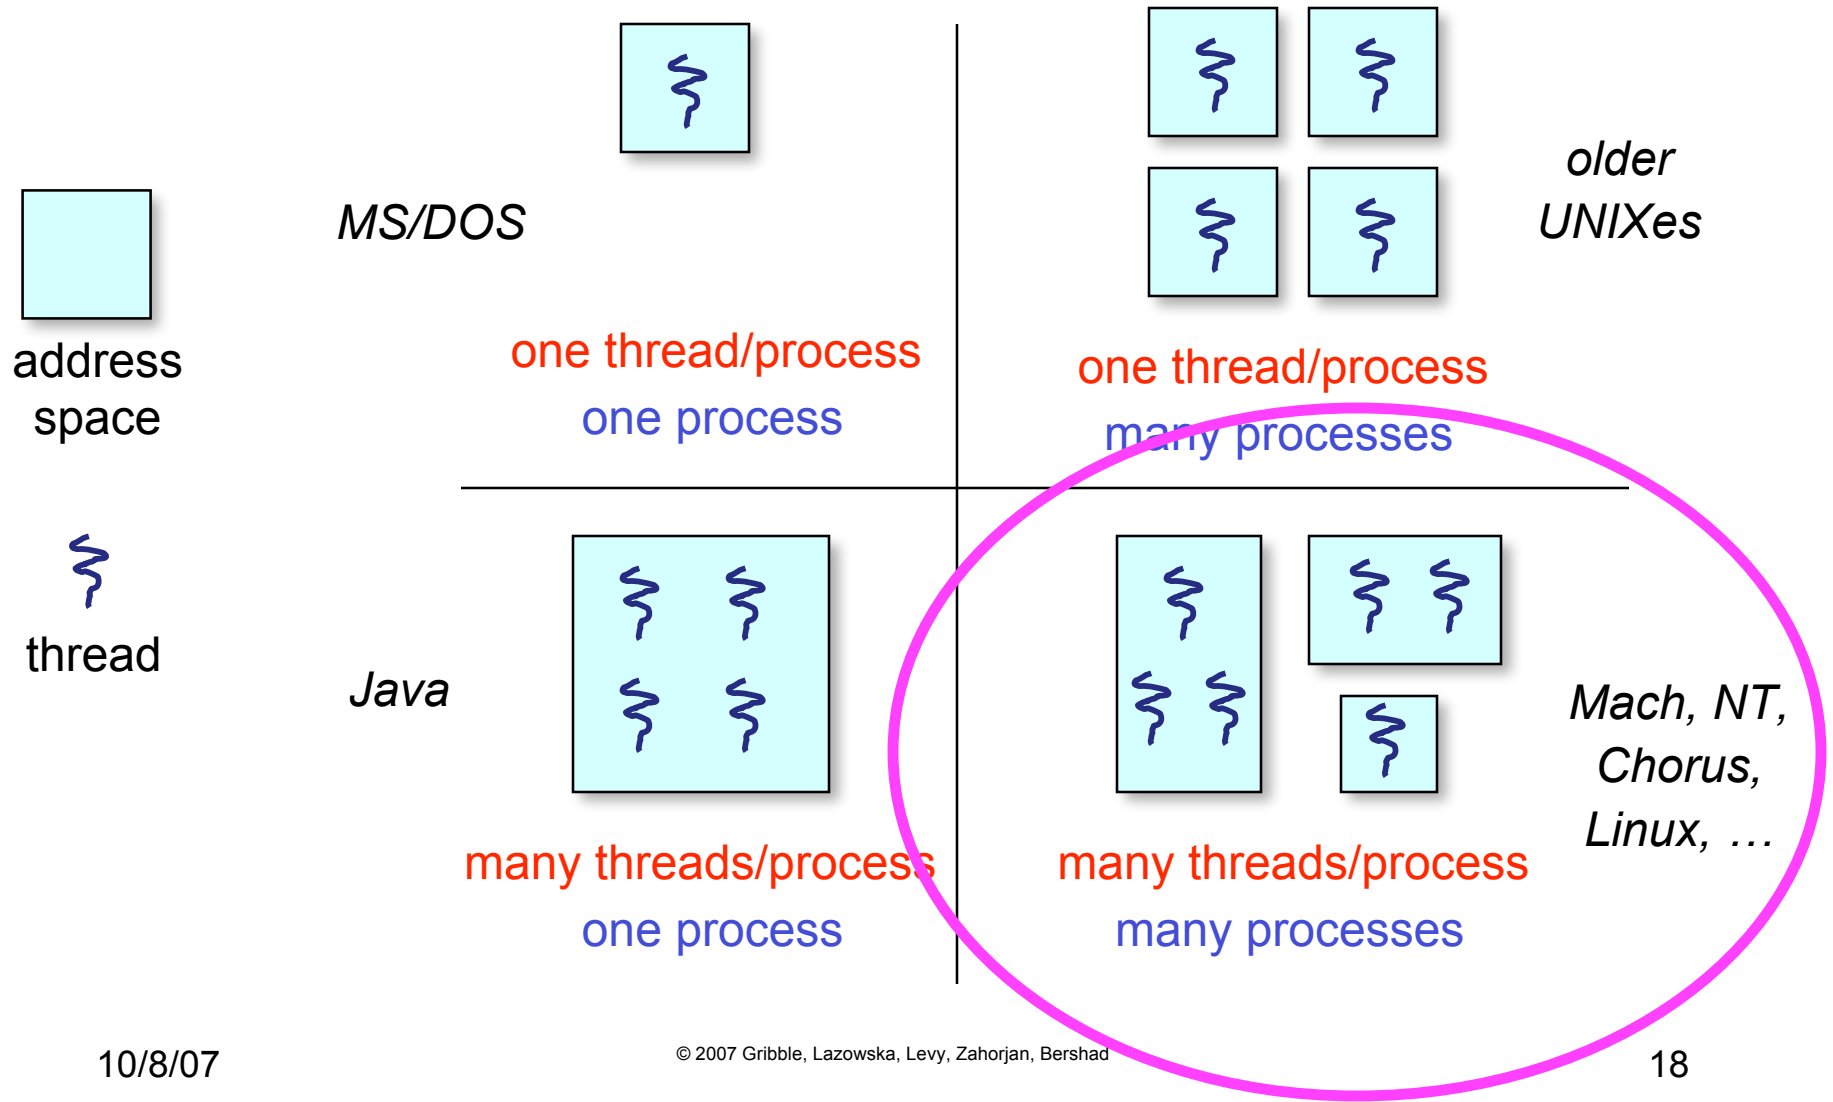 address
space
thread
MS/DOS
one thread/process
one process
older
UNIXes
one thread/process
many processes
Java
many threads/process
one process
Mach, NT,
Chorus,
Linux, …
many threads/process
many processes
10/8/07
© 2007 Gribble, Lazowska, Levy, Zahorjan, Bershad
18